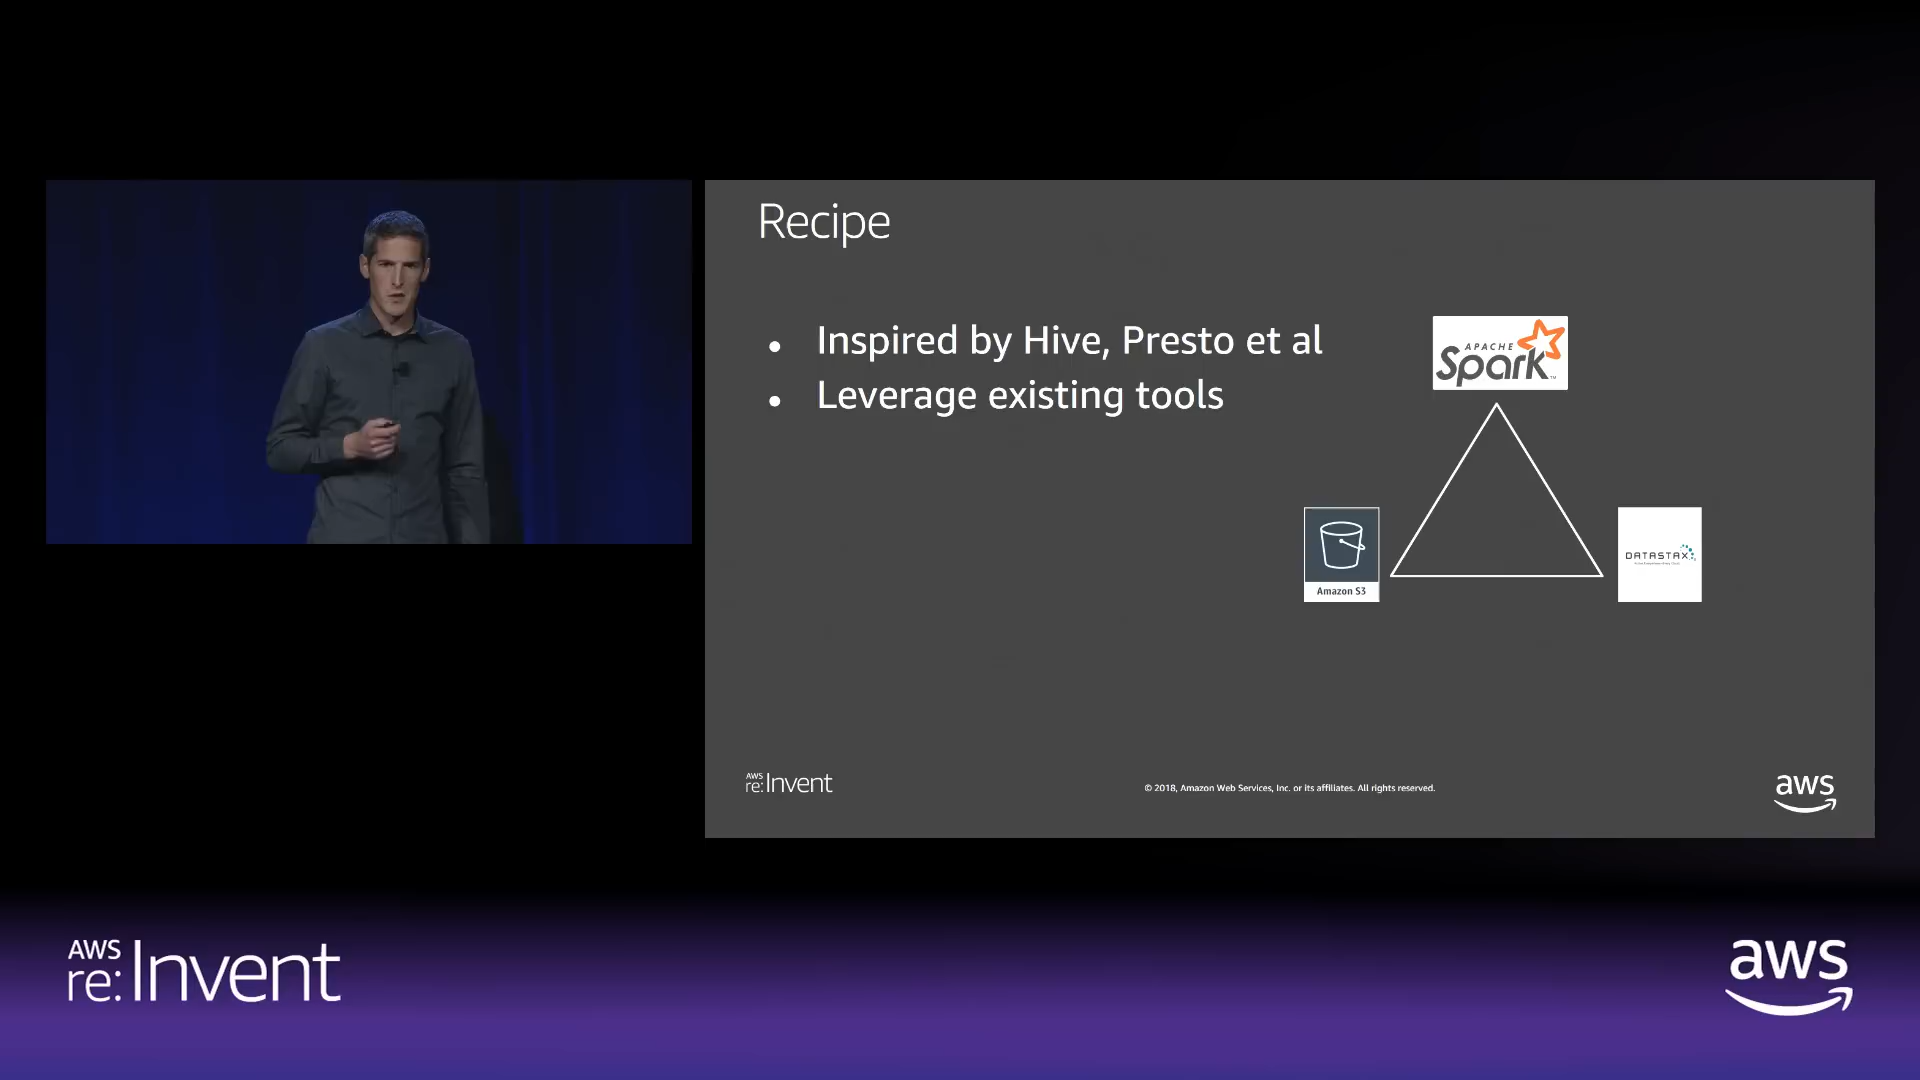 Recipe
Inspired by Hive, Presto et al
Leverage existing tools
APACHE
Spark
Amazon S3
DATASTAX
AWS
re:Invent
© 2018, Amazon Web Services, Inc. or its affiliates. All rights reserved.
aws
AWS
re:Invent
aws